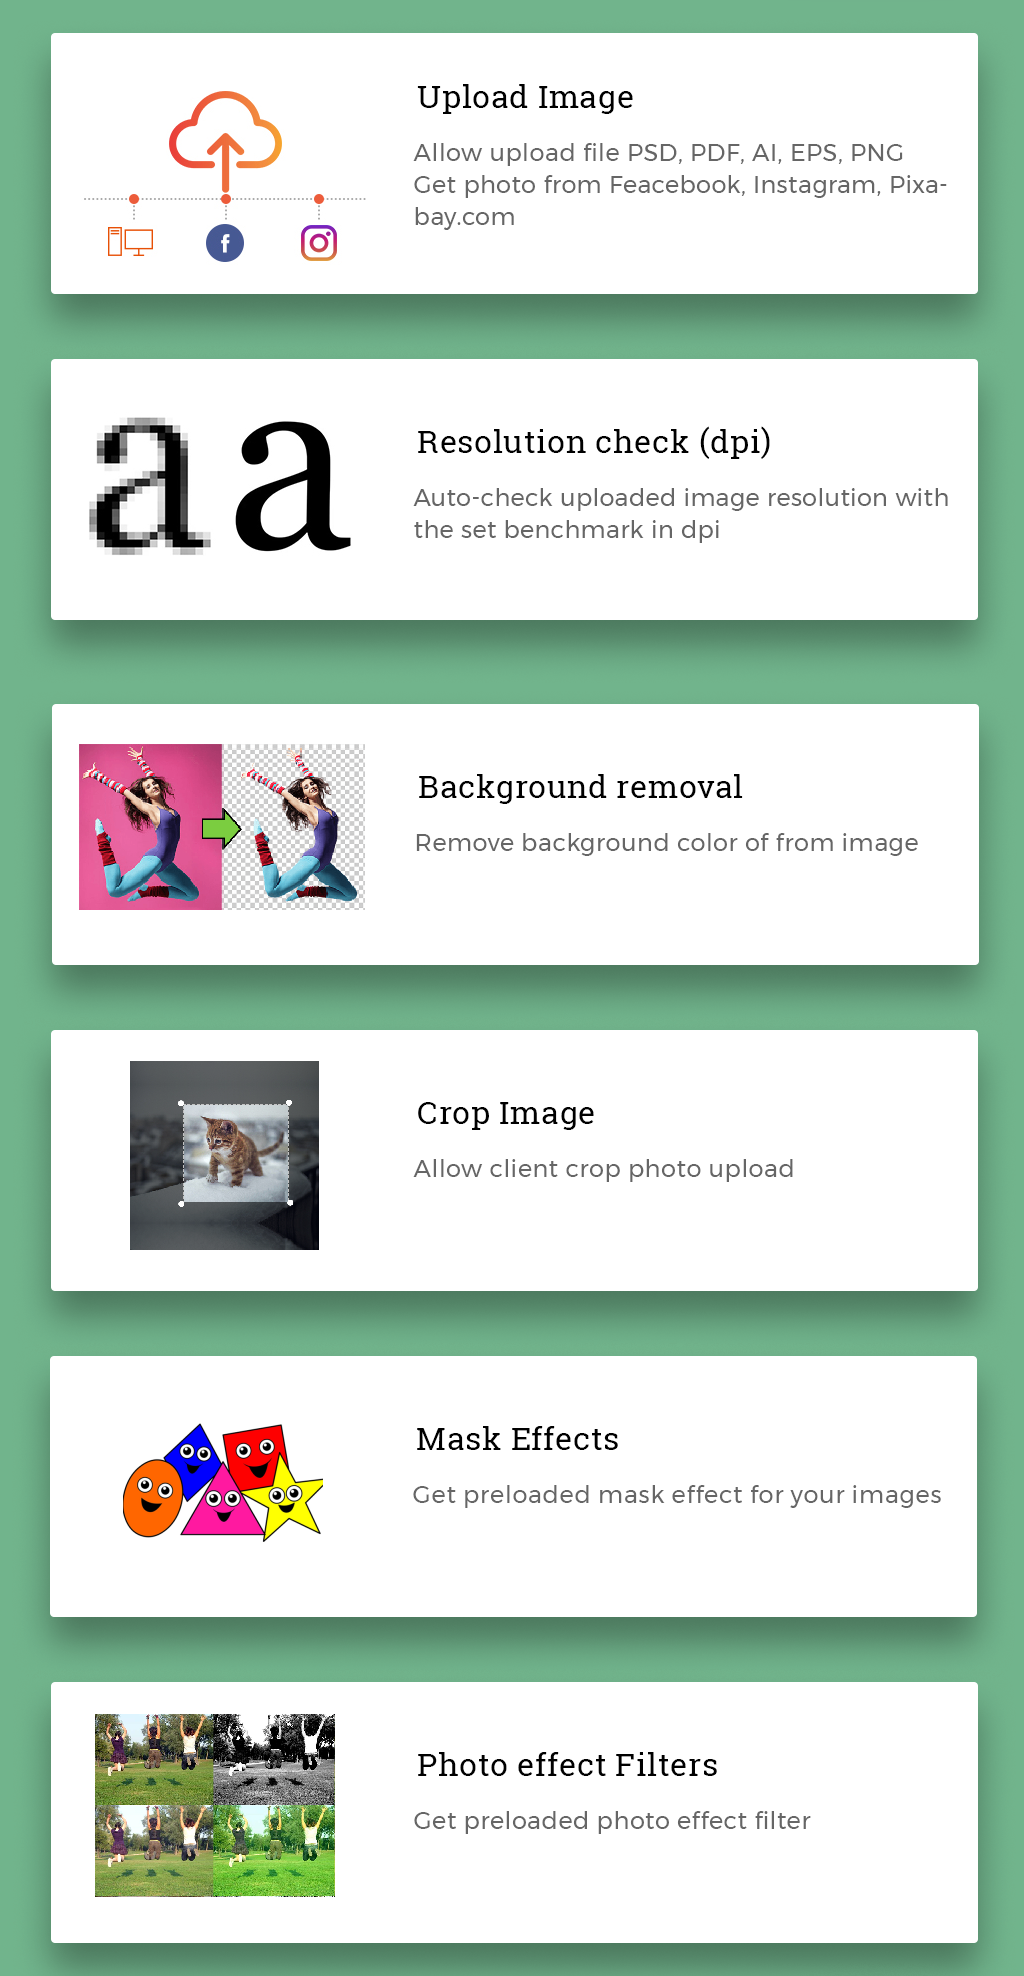 Upload Image
Allow upload file PSD, PDF, AI, EPS, PNG
Get photo from Feacebook, Instagram, Pixa-
bay.com
f
a a
Resolution check (dpi)
Auto-check uploaded image resolution with
the set benchmark in dpi
Background removal
Remove background color of from image
Crop Image
Allow client crop photo upload
Mask Effects
Get preloaded mask effect for your images
Photo effect Filters
Get preloaded photo effect filter